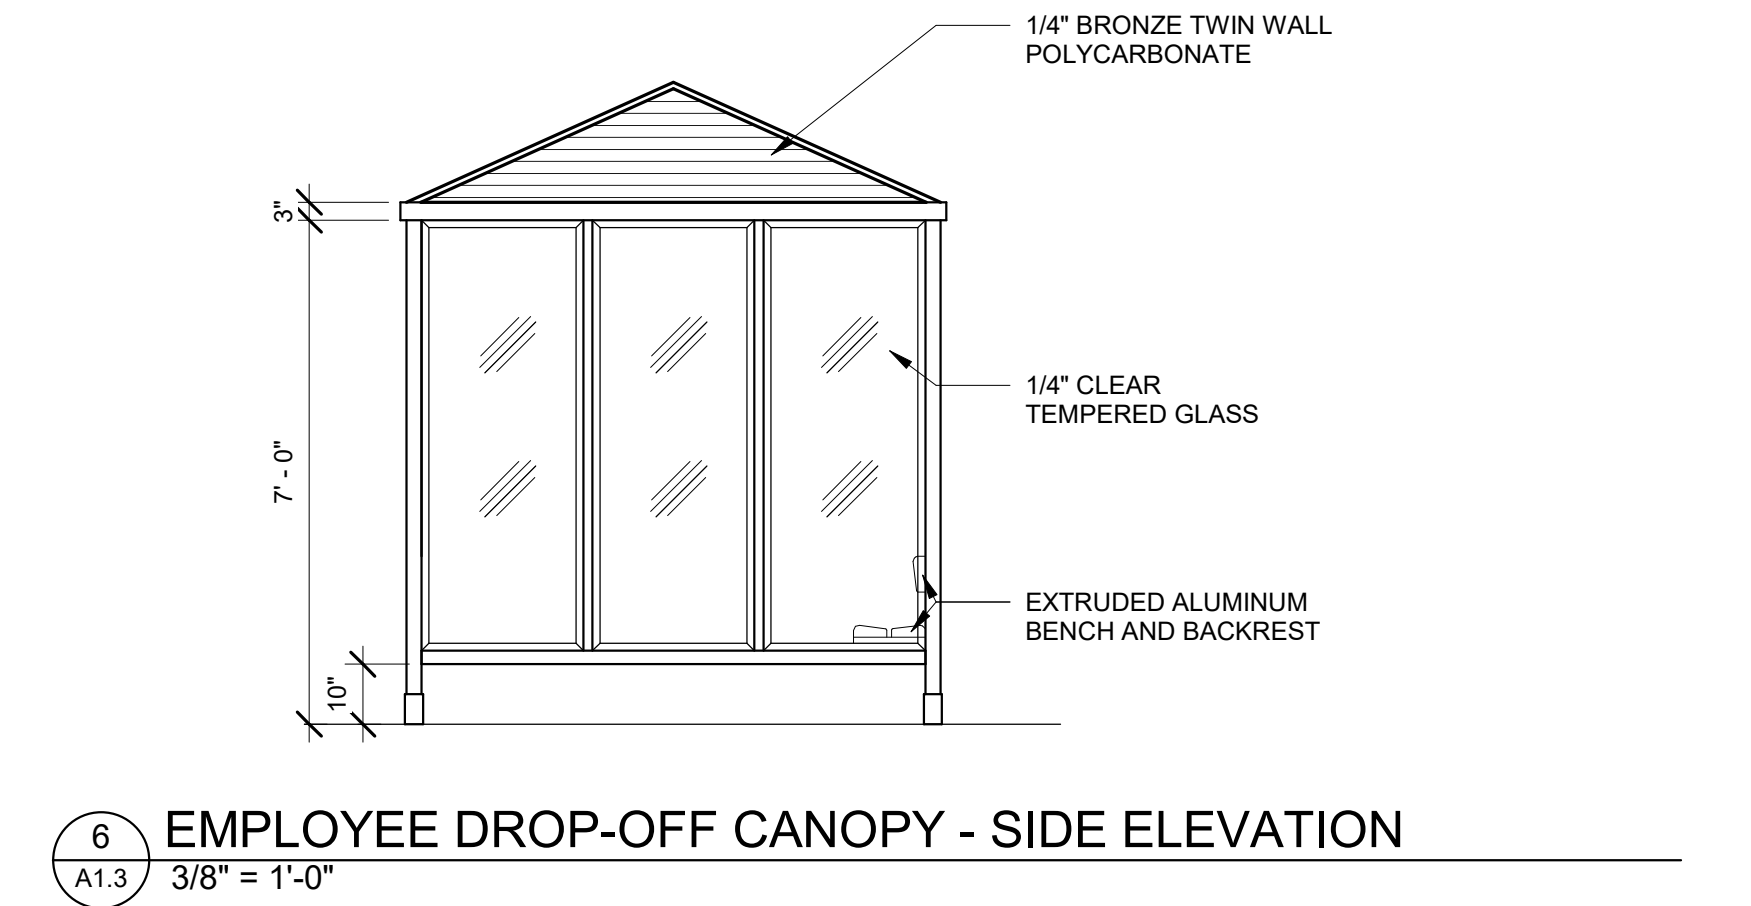 1/4" BRONZE TWIN WALL
POLYCARBONATE
3"
7' - 0"
1/4" CLEAR
TEMPERED GLASS
EXTRUDED ALUMINUM
BENCH AND BACKREST
10"
6
EMPLOYEE DROP-OFF CANOPY - SIDE ELEVATION
A1.3
3/8" = 1'-0"